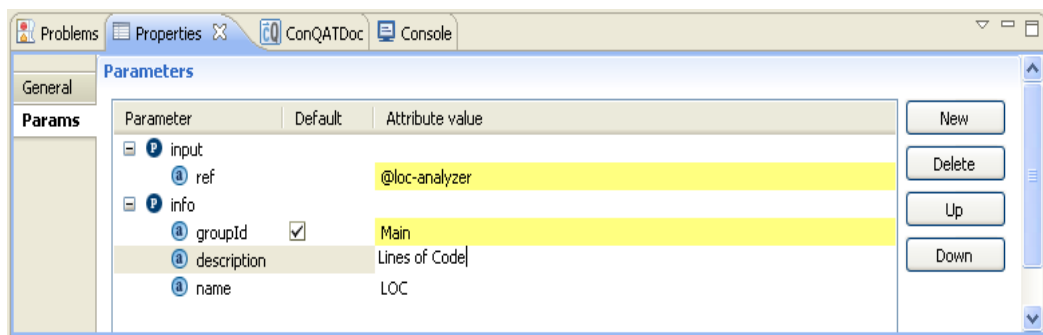 Problems Properties ConQATDoc Console
Parameters
General
Params
Parameter Default Attribute value
input
ref @loc-analyzer
info
groupId Main
description Lines of Code
name LOC
New
Delete
Up
Down